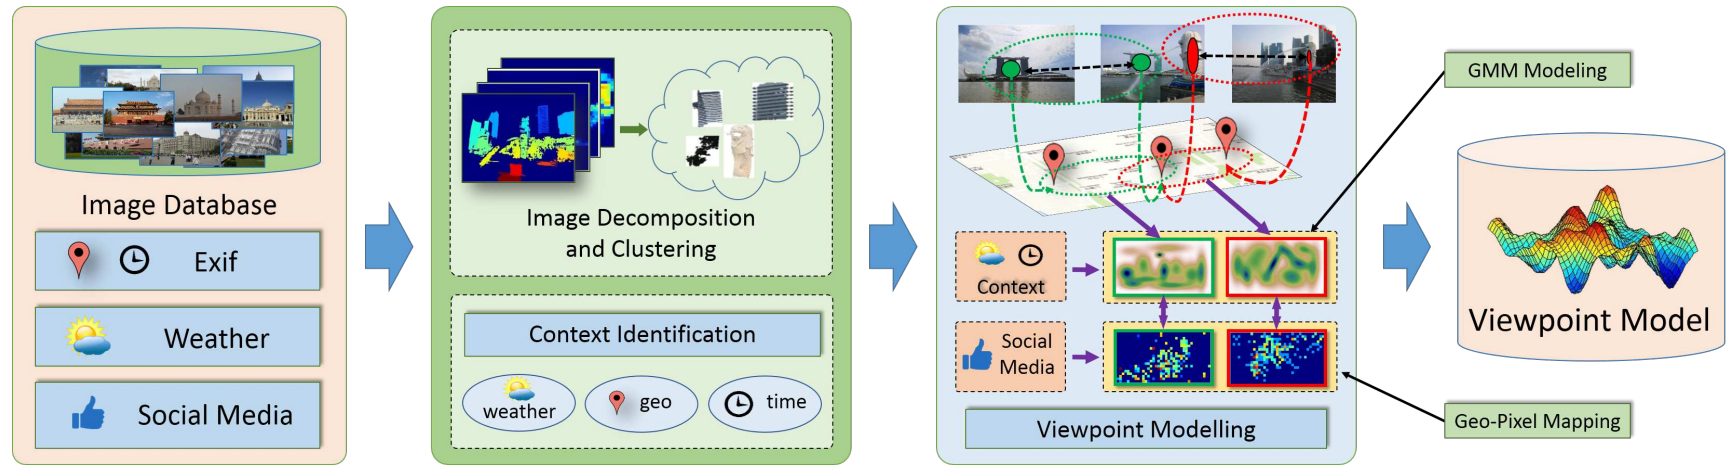 Image Database
Exif
Weather
Social Media
Image Decomposition
and Clustering
Context Identification
weather
geo
time
Context
Social
Media
Viewpoint Modelling
GMM Modeling
Geo-Pixel Mapping
Viewpoint Model